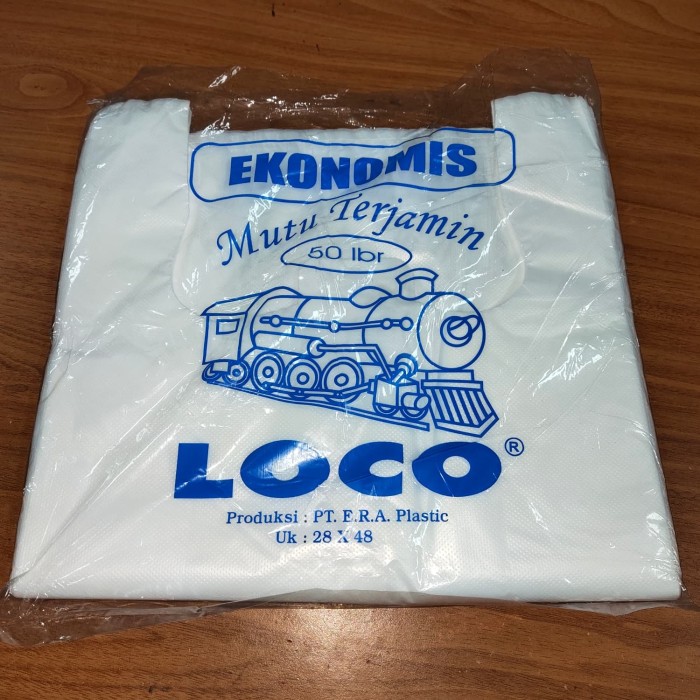 EKONOMIS
Mutu Terjamin
50 lbr
LOCO®
Produksi : PT. E.R.A. Plastic
Uk : 28 X 48